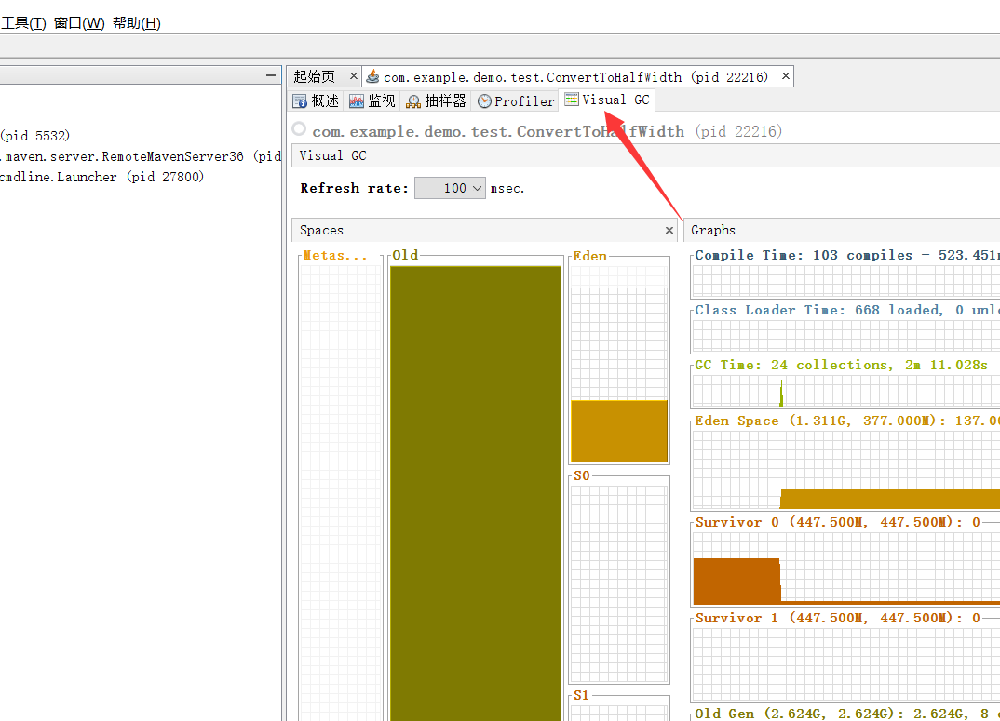 工具(T) 窗口(W) 帮助(H)
起始页 × com.example.demo.test.ConvertToHalfWidth (pid 22216) ×
概述 监视 抽样器 Profiler Visual GC
(pid 5532)
.maven.server.RemoteMavenServer36 (pid
cmdline.Launcher (pid 27800)
com.example.demo.test.ConvertToHalfWidth (pid 22216)
Visual GC
Refresh rate: 100 msec.
Spaces ×
Metas...
Old
Eden
S0
S1
Graphs
Compile Time: 103 compiles - 523.451
Class Loader Time: 668 loaded, 0
GC Time: 24 collections, 2m 11.028s
Eden Space (1.311G, 377.000M):
Survivor 0 (447.500M, 447.500M): 0
Survivor 1 (447.500M, 447.500M): 0
Old Gen (2.624G, 2.624G): 2.624G, 8